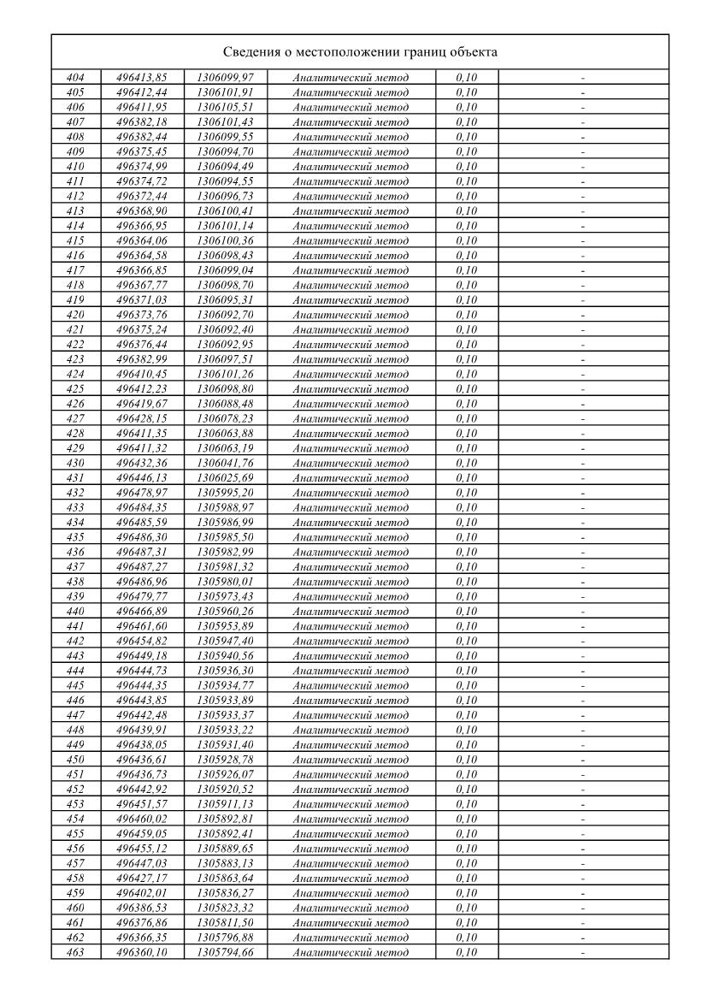 Сведения о местоположении границ объекта
404 496413,85 1306099,97 Аналитический метод 0,10 -
405 496412,44 1306101,91 Аналитический метод 0,10 -
406 496411,95 1306105,51 Аналитический метод 0,10 -
407 496382,18 1306101,43 Аналитический метод 0,10 -
408 496382,44 1306099,55 Аналитический метод 0,10 -
409 496375,45 1306094,70 Аналитический метод 0,10 -
410 496374,99 1306094,49 Аналитический метод 0,10 -
411 496374,72 1306094,55 Аналитический метод 0,10 -
412 496372,44 1306096,73 Аналитический метод 0,10 -
413 496368,90 1306100,41 Аналитический метод 0,10 -
414 496366,95 1306101,14 Аналитический метод 0,10 -
415 496364,06 1306100,36 Аналитический метод 0,10 -
416 496364,58 1306098,43 Аналитический метод 0,10 -
417 496366,85 1306099,04 Аналитический метод 0,10 -
418 496367,77 1306098,70 Аналитический метод 0,10 -
419 496371,03 1306095,31 Аналитический метод 0,10 -
420 496373,76 1306092,70 Аналитический метод 0,10 -
421 496375,24 1306092,40 Аналитический метод 0,10 -
422 496376,44 1306092,95 Аналитический метод 0,10 -
423 496382,99 1306097,51 Аналитический метод 0,10 -
424 496410,45 1306101,26 Аналитический метод 0,10 -
425 496412,23 1306098,80 Аналитический метод 0,10 -
426 496419,67 1306088,48 Аналитический метод 0,10 -
427 496428,15 1306078,23 Аналитический метод 0,10 -
428 496411,35 1306063,88 Аналитический метод 0,10 -
429 496411,32 1306063,19 Аналитический метод 0,10 -
430 496432,36 1306041,76 Аналитический метод 0,10 -
431 496446,13 1306025,69 Аналитический метод 0,10 -
432 496478,97 1305995,20 Аналитический метод 0,10 -
433 496484,35 1305988,97 Аналитический метод 0,10 -
434 496485,59 1305986,99 Аналитический метод 0,10 -
435 496486,30 1305985,50 Аналитический метод 0,10 -
436 496487,31 1305982,99 Аналитический метод 0,10 -
437 496487,27 1305981,32 Аналитический метод 0,10 -
438 496486,96 1305980,01 Аналитический метод 0,10 -
439 496479,77 1305973,43 Аналитический метод 0,10 -
440 496466,89 1305960,26 Аналитический метод 0,10 -
441 496461,60 1305953,89 Аналитический метод 0,10 -
442 496454,82 1305947,40 Аналитический метод 0,10 -
443 496449,18 1305940,56 Аналитический метод 0,10 -
444 496444,73 1305936,30 Аналитический метод 0,10 -
445 496444,35 1305934,77 Аналитический метод 0,10 -
446 496443,85 1305933,89 Аналитический метод 0,10 -
447 496442,48 1305933,37 Аналитический метод 0,10 -
448 496439,91 1305933,22 Аналитический метод 0,10 -
449 496438,05 1305931,40 Аналитический метод 0,10 -
450 496436,61 1305928,78 Аналитический метод 0,10 -
451 496436,73 1305926,07 Аналитический метод 0,10 -
452 496442,92 1305920,52 Аналитический метод 0,10 -
453 496451,57 1305911,13 Аналитический метод 0,10 -
454 496460,02 1305892,81 Аналитический метод 0,10 -
455 496459,05 1305892,41 Аналитический метод 0,10 -
456 496455,12 1305889,65 Аналитический метод 0,10 -
457 496447,03 1305883,13 Аналитический метод 0,10 -
458 496427,17 1305863,64 Аналитический метод 0,10 -
459 496402,01 1305836,27 Аналитический метод 0,10 -
460 496386,53 1305823,32 Аналитический метод 0,10 -
461 496376,86 1305811,50 Аналитический метод 0,10 -
462 496366,35 1305796,88 Аналитический метод 0,10 -
463 496360,10 1305794,66 Аналитический метод 0,10 -